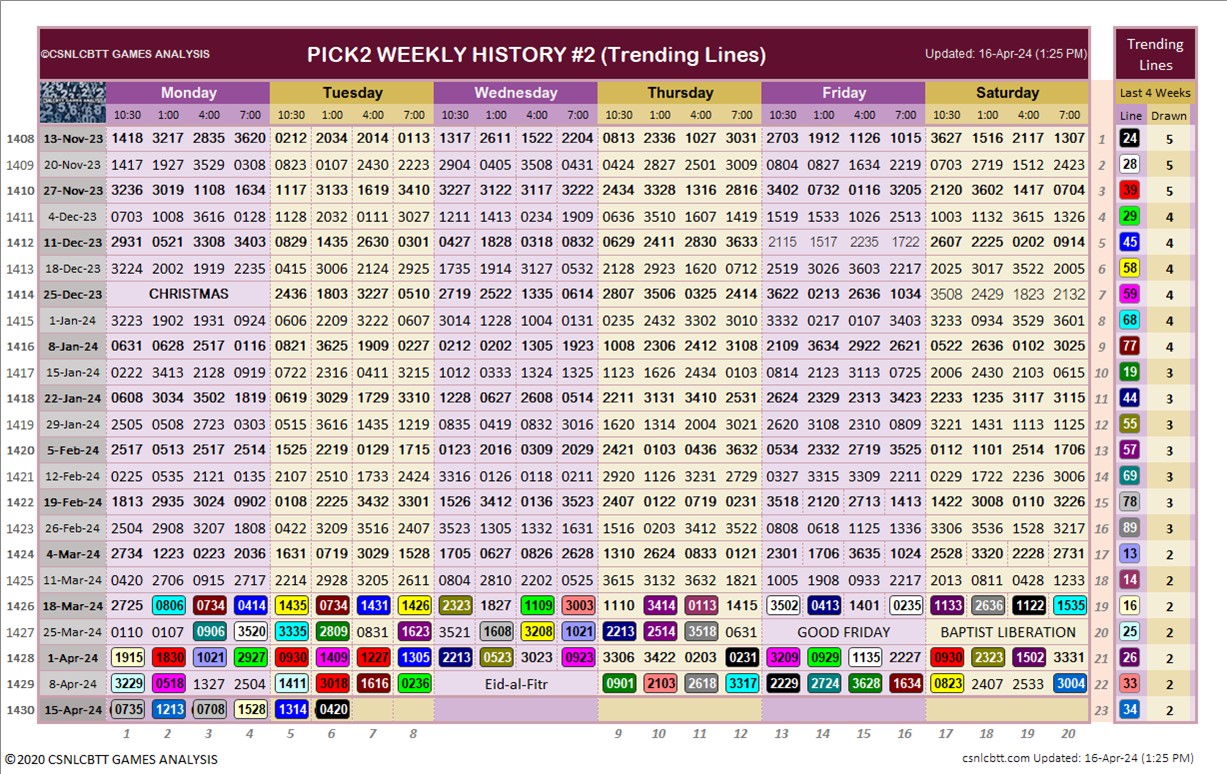 ©CSNLCBTT GAMES ANALYSIS PICK2 WEEKLY HISTORY #2 (Trending Lines) Updated: 16-Apr-24 (1:25 PM) Trending Lines
Monday Tuesday Wednesday Thursday Friday Saturday Last 4 Weeks
10:30 1:00 4:00 7:00 10:30 1:00 4:00 7:00 10:30 1:00 4:00 7:00 10:30 1:00 4:00 7:00 10:30 1:00 4:00 7:00 10:30 1:00 4:00 7:00 Line Drawn
1408 13-Nov-23 1418 3217 2835 3620 0212 2034 2014 0113 1317 2611 1522 2204 0813 2336 1027 3031 2703 1912 1126 1015 3627 1516 2117 1307 1 24 5
1409 20-Nov-23 1417 1927 3529 0308 0823 0107 2430 2223 2904 0405 3508 0431 0424 2827 2501 3009 0804 0827 1634 2219 0703 2719 1512 2423 2 28 5
1410 27-Nov-23 3236 3019 1108 1634 1117 3133 1619 3410 3227 3122 3117 3222 2434 3328 1316 2816 3402 0732 0116 3205 2120 3602 1417 0704 3 39 5
1411 4-Dec-23 0703 1008 3616 0128 1128 2032 0111 3027 1211 1413 0234 1909 0636 3510 1607 1419 1519 1533 1026 2513 1003 1132 3615 1326 4 29 4
1412 11-Dec-23 2931 0521 3308 3403 0829 1435 2630 0301 0427 1828 0318 0832 0629 2411 2830 3633 2115 1517 2235 1722 2607 2225 0202 0914 5 45 4
1413 18-Dec-23 3224 2002 1919 2235 0415 3006 2124 2925 1735 1914 3127 0532 2128 2923 1620 0712 2519 3026 3603 2217 2025 3017 3522 2005 6 58 4
1414 25-Dec-23 CHRISTMAS 2436 1803 3227 0518 2719 2522 1335 0614 2807 3506 2925 2414 3622 0213 2636 1034 3508 2429 1823 2132 7 59 4
1415 1-Jan-24 3223 1902 1931 0924 0606 2209 3222 0607 3014 1228 1004 0131 0235 2432 3302 3010 3332 0217 0107 3403 3233 0934 3529 3601 8 68 4
1416 8-Jan-24 0631 0628 2517 0116 0821 3625 1909 0227 0212 0202 1305 1923 1008 2306 2412 3108 2109 3634 2922 2621 0522 2636 0102 3025 9 77 4
1417 15-Jan-24 0222 3413 2128 0919 0722 2316 0411 3215 1012 0333 1324 1325 1123 1626 2434 0103 0814 2123 3113 0725 2006 2430 2103 0615 10 19 3
1418 22-Jan-24 0608 3034 3502 1819 0619 3029 1729 3310 1228 0627 2608 0514 2211 3131 3410 2531 2624 2329 2313 3423 2233 1235 3117 3115 11 44 3
1419 29-Jan-24 2505 0508 2723 0303 0515 3616 1435 1219 0835 0419 0832 3016 1620 1314 2004 3021 2620 3108 2310 0809 3221 1431 1113 1125 12 55 3
1420 5-Feb-24 2517 0513 2517 2514 1525 2219 0129 1715 0123 2016 0309 2029 2421 0103 0436 3632 0534 2332 2719 3525 0112 1101 2514 1706 13 57 3
1421 12-Feb-24 0225 0535 2121 0135 2107 2510 1733 2424 3316 0126 0118 0211 2920 1126 3131 2729 0327 3315 3309 2211 0229 1722 2236 3006 14 69 3
1422 19-Feb-24 1813 2935 3024 0902 0108 2225 3432 3301 1526 3412 0136 3523 2407 0122 0719 0231 3518 2120 2713 1413 1422 3008 0110 3226 15 78 3
1423 26-Feb-24 2504 2908 3207 1808 0422 3209 3516 2407 3523 1305 1332 1631 1516 0203 3412 3522 0808 0618 1125 1336 3306 3536 1528 3217 16 89 3
1424 4-Mar-24 2734 1223 0223 2036 1631 0719 3029 1528 1705 0627 0826 2628 1310 2624 0833 0121 2301 1706 3635 1024 2528 3320 2228 2731 17 13 2
1425 11-Mar-24 0420 2706 0915 2717 2214 2928 3205 2611 0804 2810 2202 0525 3615 3132 3632 1821 1005 1908 0933 2217 2013 0811 0428 1233 18 14 2
1426 18-Mar-24 2725 0806 0734 0414 1435 0734 1431 1426 2323 1827 1109 3003 1110 3414 0113 1415 3502 0413 1401 0235 1133 2636 1122 1535 19 16 2
1427 25-Mar-24 0110 0107 0906 3520 3335 2809 0831 1623 3521 1608 3208 1021 2213 2514 3518 0631 GOOD FRIDAY BAPTIST LIBERATION 20 25 2
1428 1-Apr-24 1915 1830 1021 2927 0930 1409 1227 1305 2213 0523 3023 0923 3306 3422 0203 0231 3209 0929 1135 2227 0930 2323 1502 3331 21 26 2
1429 8-Apr-24 3229 0518 1327 2504 1411 3018 1616 0236 Eid-al-Fitr 0901 2103 2618 3317 2229 2724 3628 1634 0823 2407 2533 3004 22 33 2
1430 15-Apr-24 0735 1213 0708 1528 1314 0420 23 34 2
1 2 3 4 5 6 7 8 9 10 11 12 13 14 15 16 17 18 19 20
©2020 CSNLCBTT GAMES ANALYSIS csnlcbtt.com Updated: 16-Apr-24 (1:25 PM)